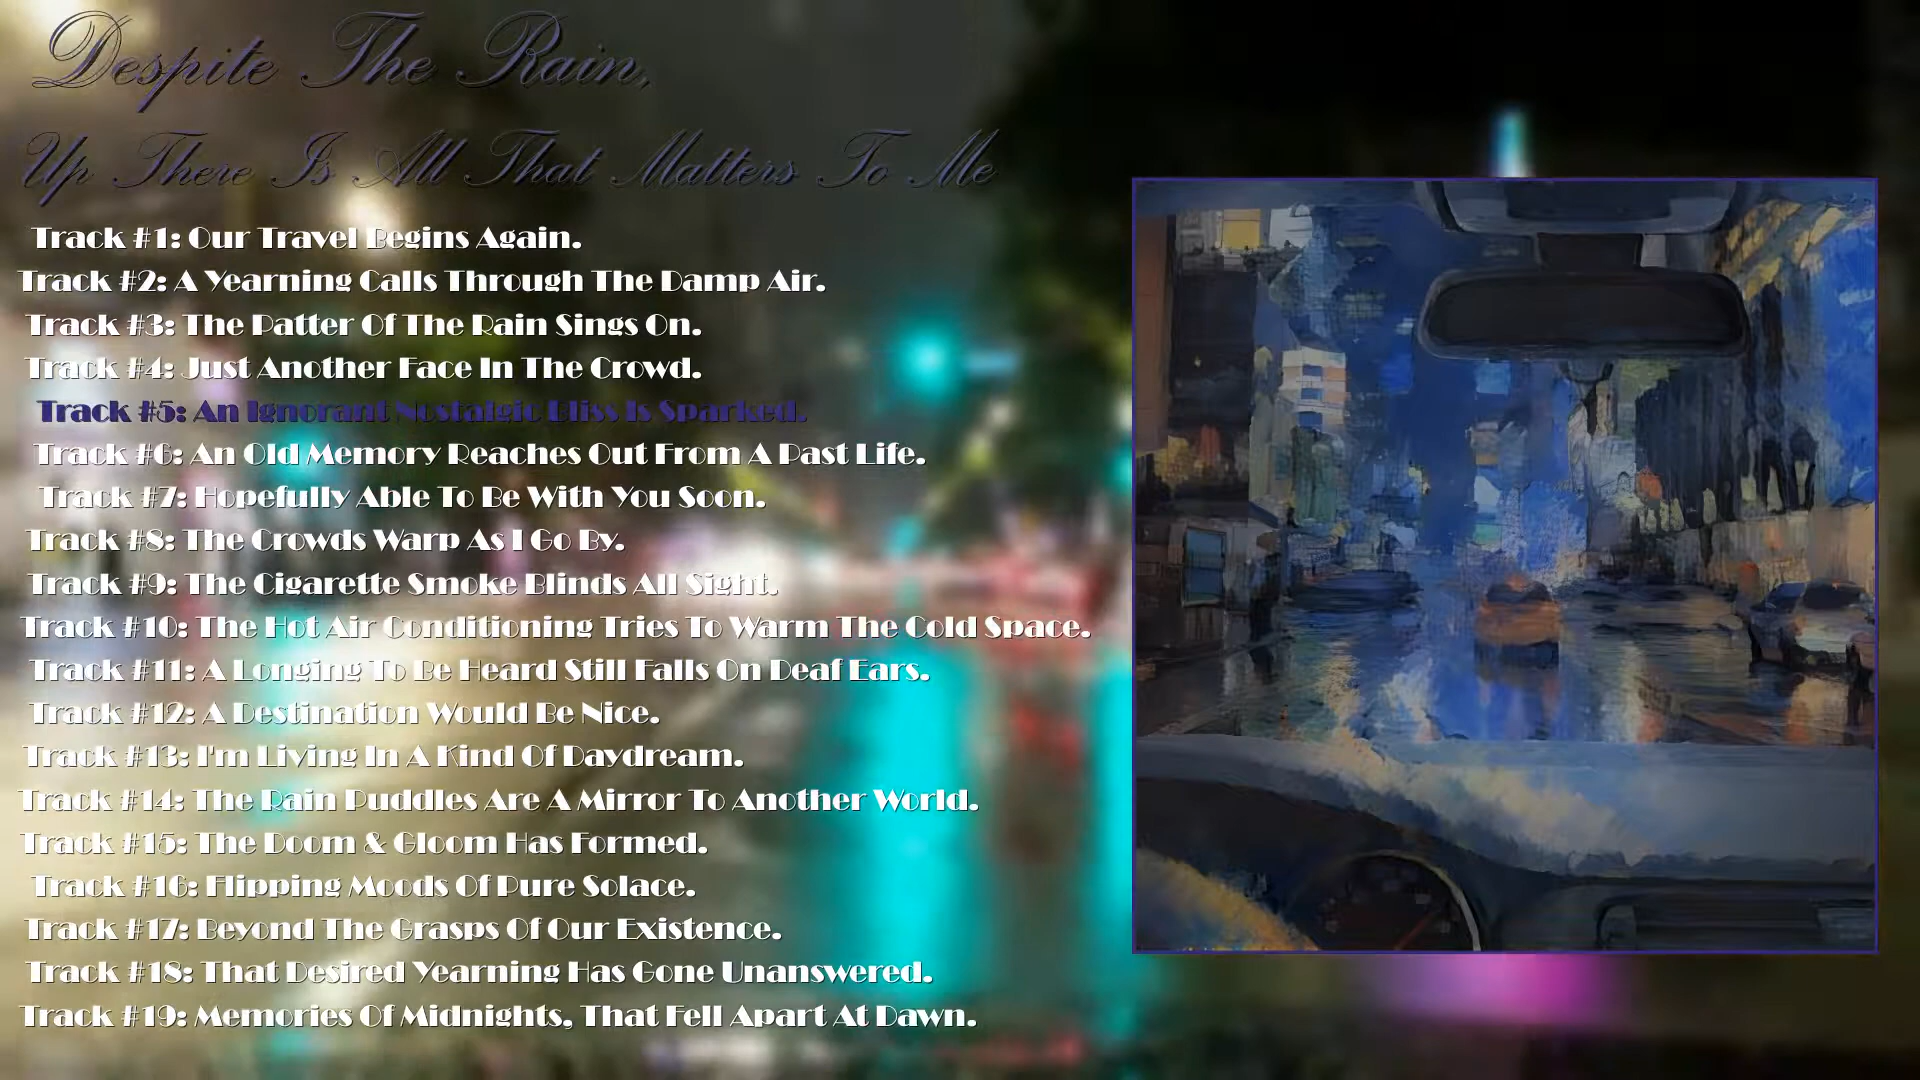 Despite The Rain,
Up There Is All That Matters To Me
Track #1: Our Travel Begins Again.
Track #2: A Yearning Calls Through The Damp Air.
Track #3: The Patter Of The Rain Sings On.
Track #4: Just Another Face In The Crowd.
Track #5: An Ignorant Nostalgic Bliss Is Sparked.
Track #6: An Old Memory Reaches Out From A Past Life.
Track #7: Hopefully Able To Be With You Soon.
Track #8: The Crowds Warp As I Go By.
Track #9: The Cigarette Smoke Blinds All Sight.
Track #10: The Hot Air Conditioning Tries To Warm The Cold Space.
Track #11: A Longing To Be Heard Still Falls On Deaf Ears.
Track #12: A Destination Would Be Nice.
Track #13: I'm Living In A Kind Of Daydream.
Track #14: The Rain Puddles Are A Mirror To Another World.
Track #15: The Doom & Gloom Has Formed.
Track #16: Flipping Moods Of Pure Solace.
Track #17: Beyond The Grasps Of Our Existence.
Track #18: That Desired Yearning Has Gone Unanswered.
Track #19: Memories Of Midnights, That Fell Apart At Dawn.